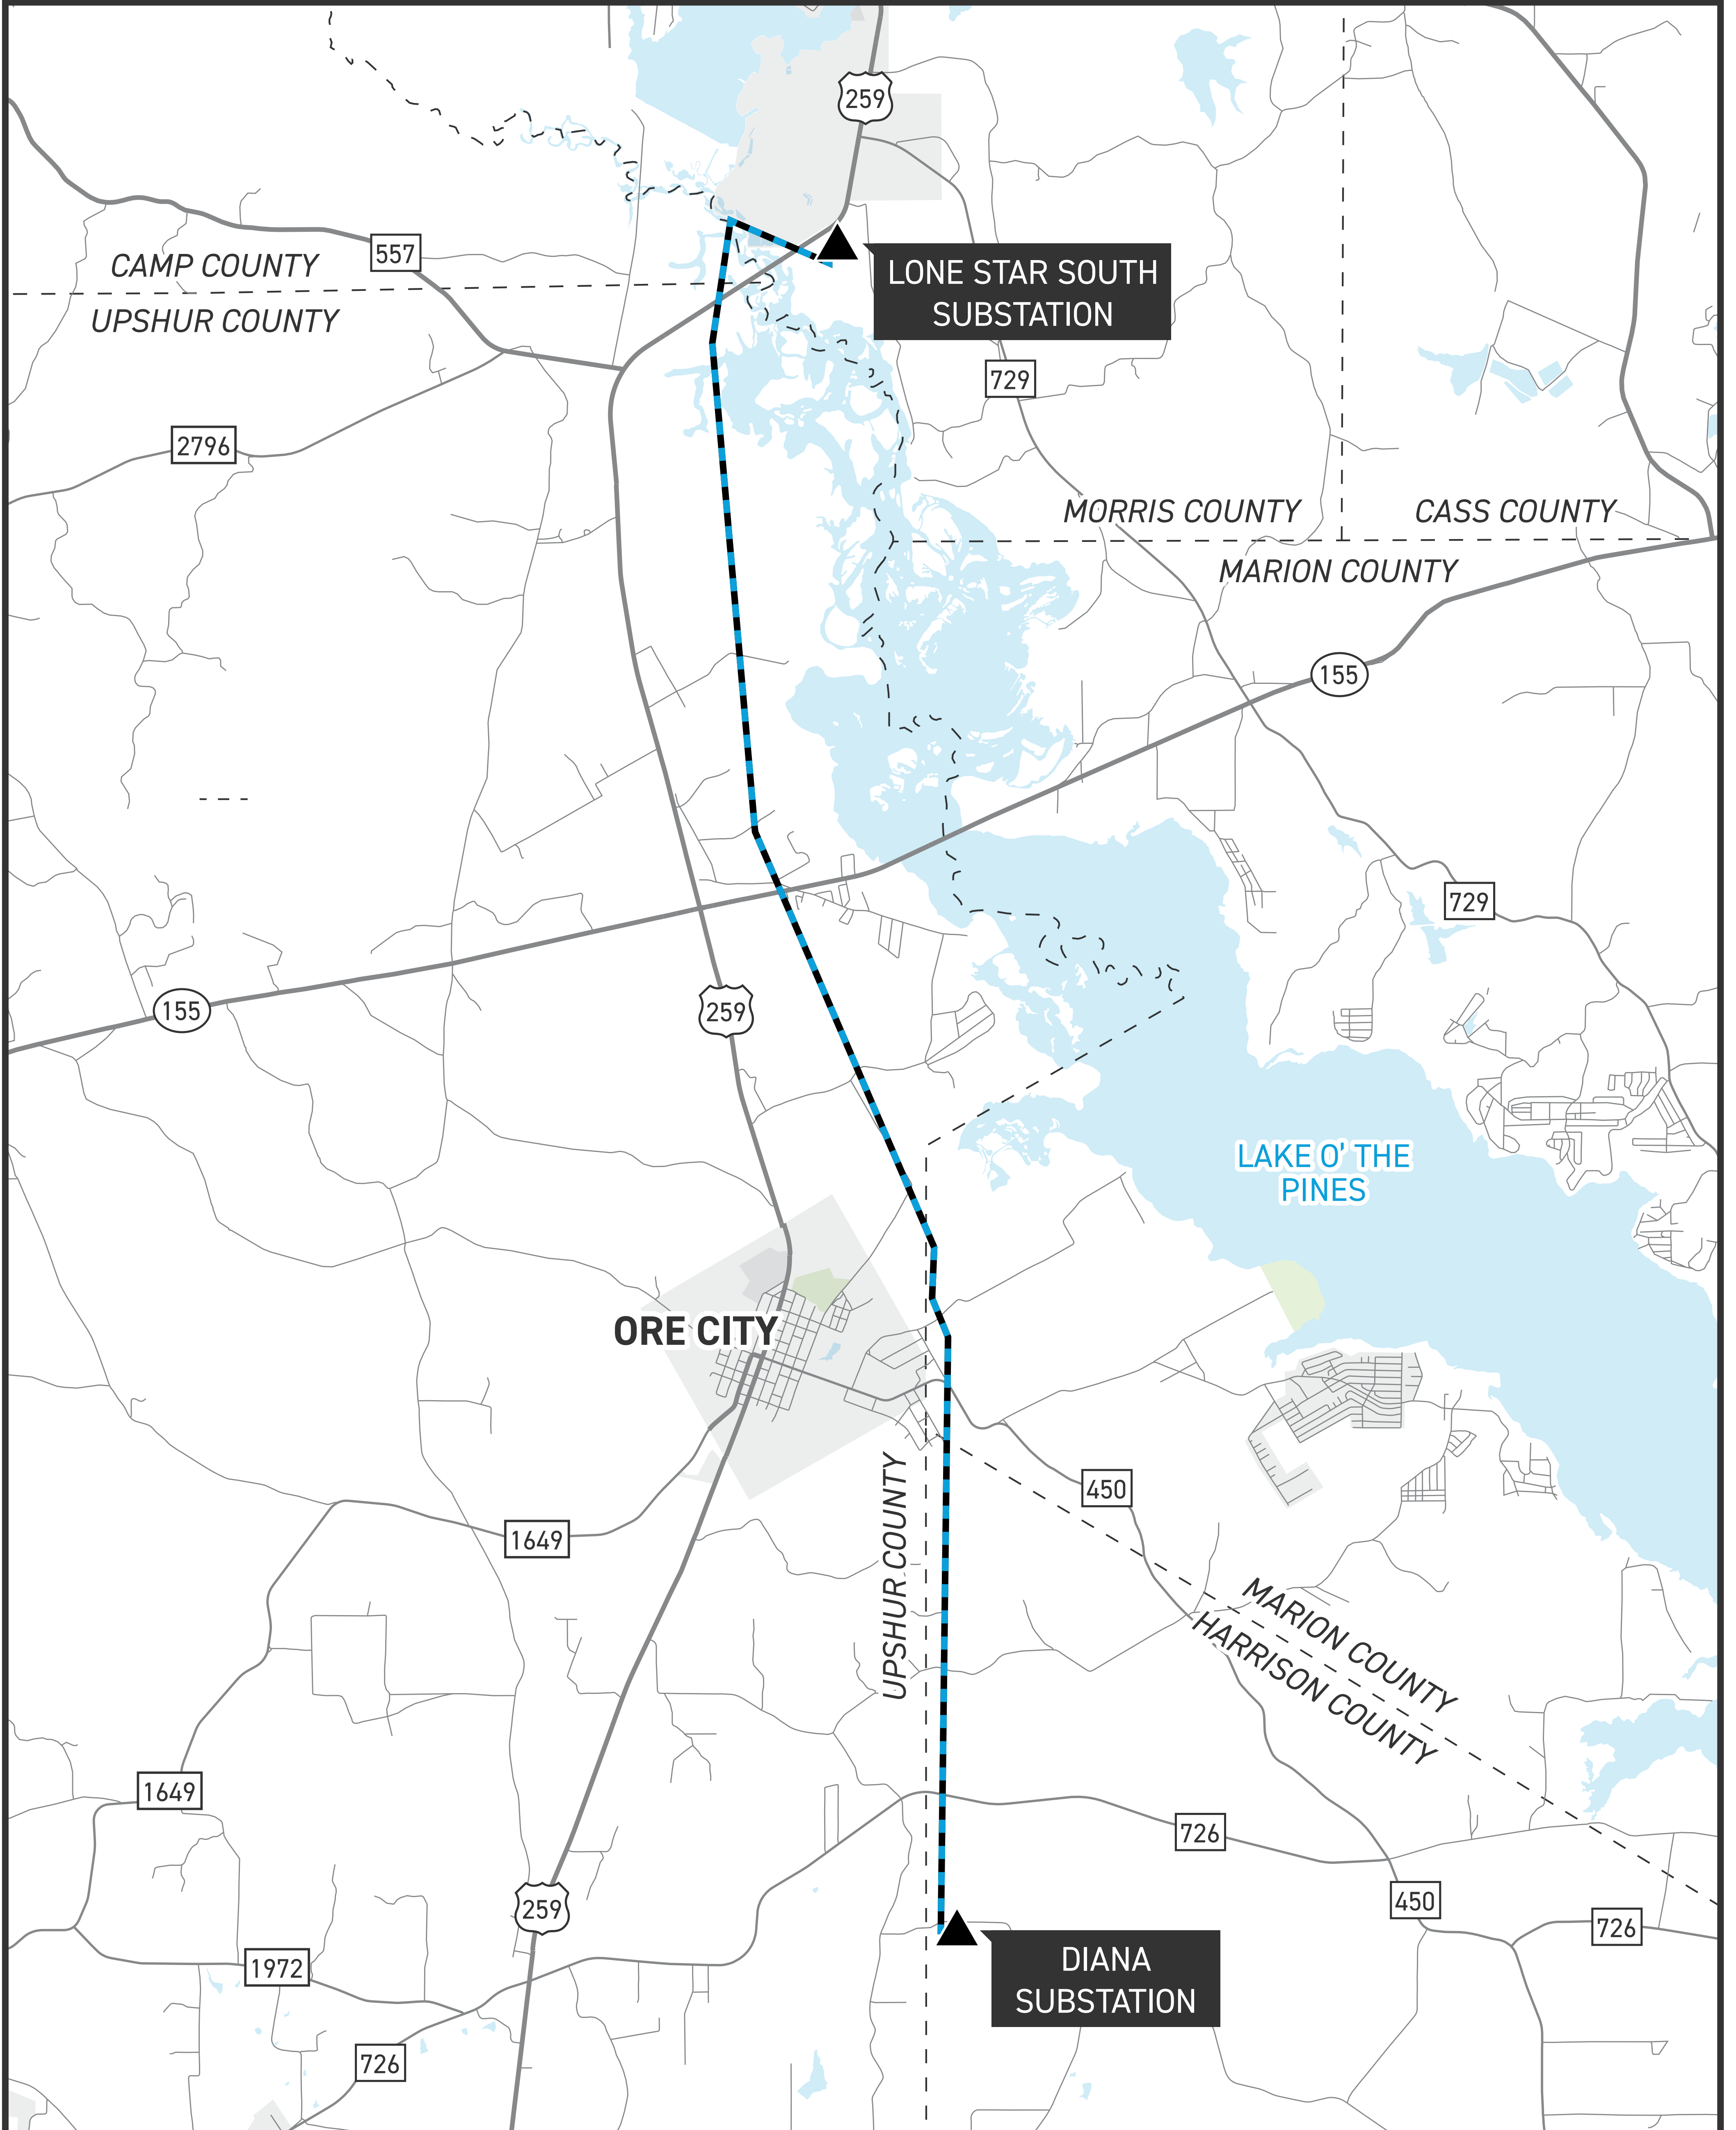 259
CAMP COUNTY
557
LONE STAR SOUTH
SUBSTATION
UPSHUR COUNTY
729
2796
MORRIS COUNTY
CASS COUNTY
MARION COUNTY
155
729
155
259
LAKE O' THE
PINES
ORE CITY
450
1649
UPSHUR COUNTY
MARION COUNTY
HARRISON COUNTY
1649
726
450
259
726
DIANA
SUBSTATION
1972
726